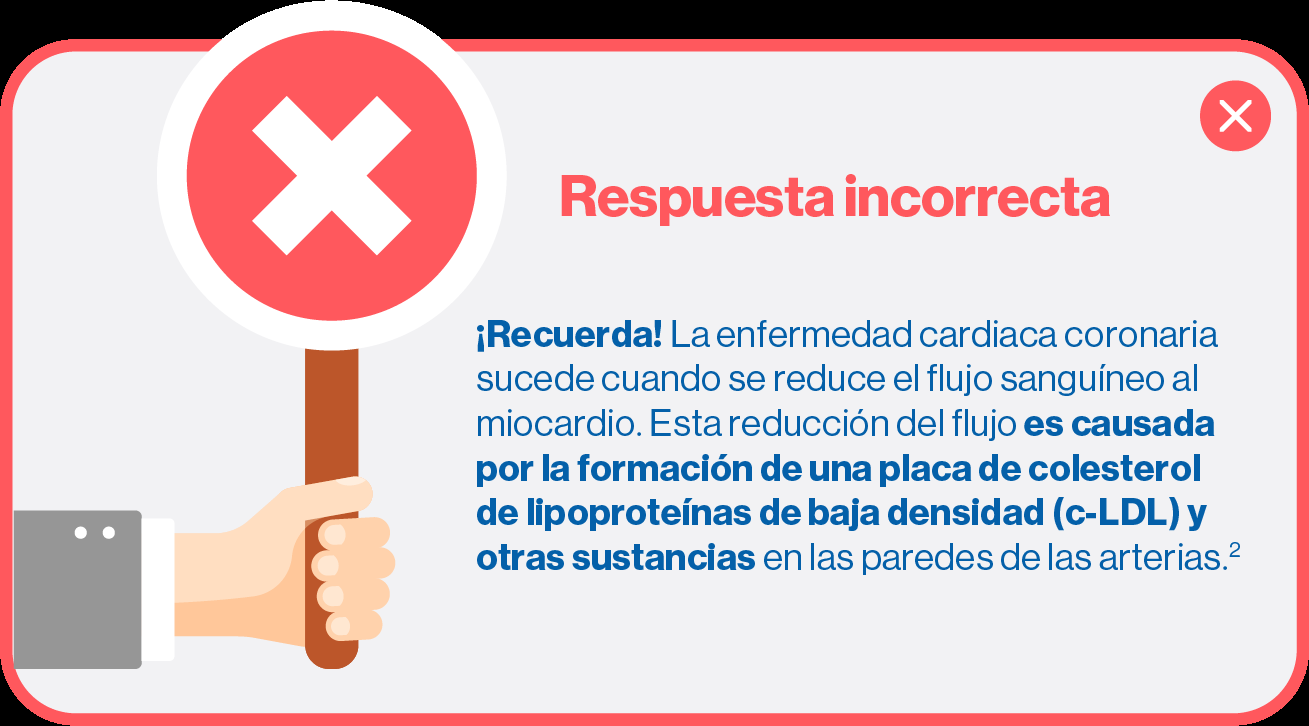 Respuesta incorrecta
¡Recuerda! La enfermedad cardiaca coronaria
sucede cuando se reduce el flujo sanguíneo al
miocardio. Esta reducción del flujo es causada
por la formación de una placa de colesterol
de lipoproteínas de baja densidad (c-LDL) y
otras sustancias en las paredes de las arterias.²